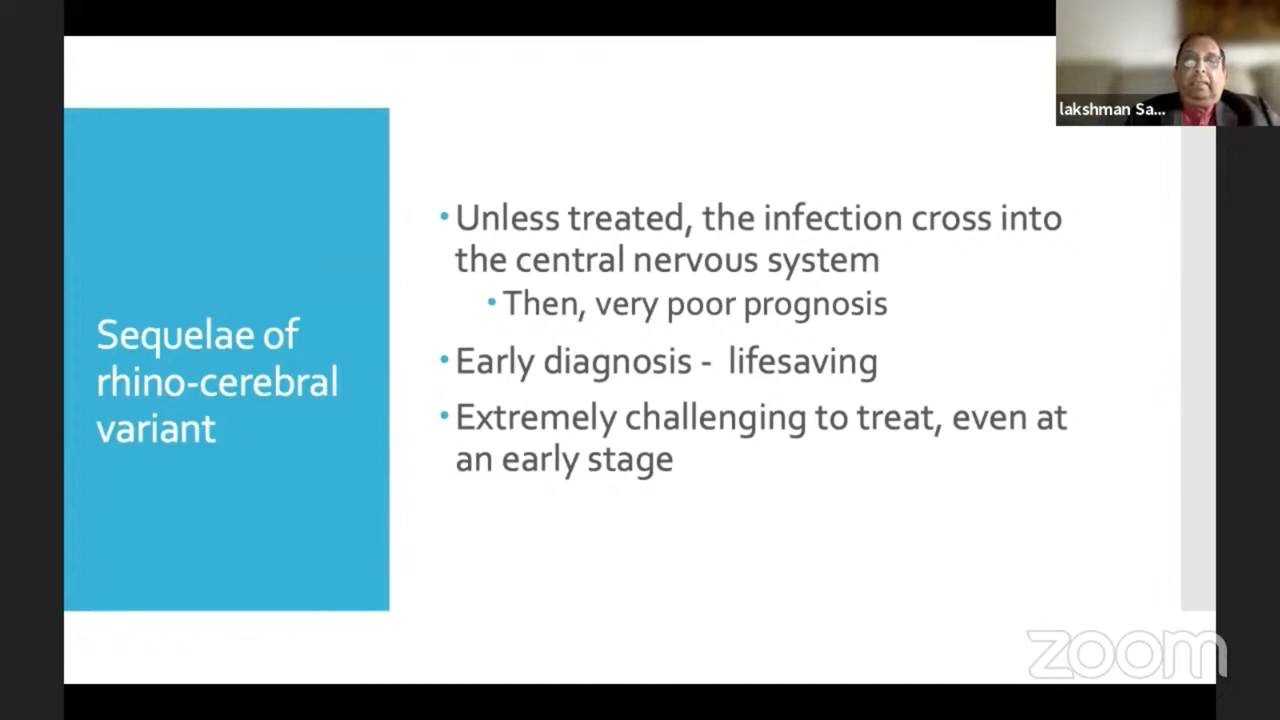 lakshman Sa...
Sequelae of
rhino-cerebral
variant
• Unless treated, the infection cross into
the central nervous system
• Then, very poor prognosis
• Early diagnosis - lifesaving
• Extremely challenging to treat, even at
an early stage
zoom